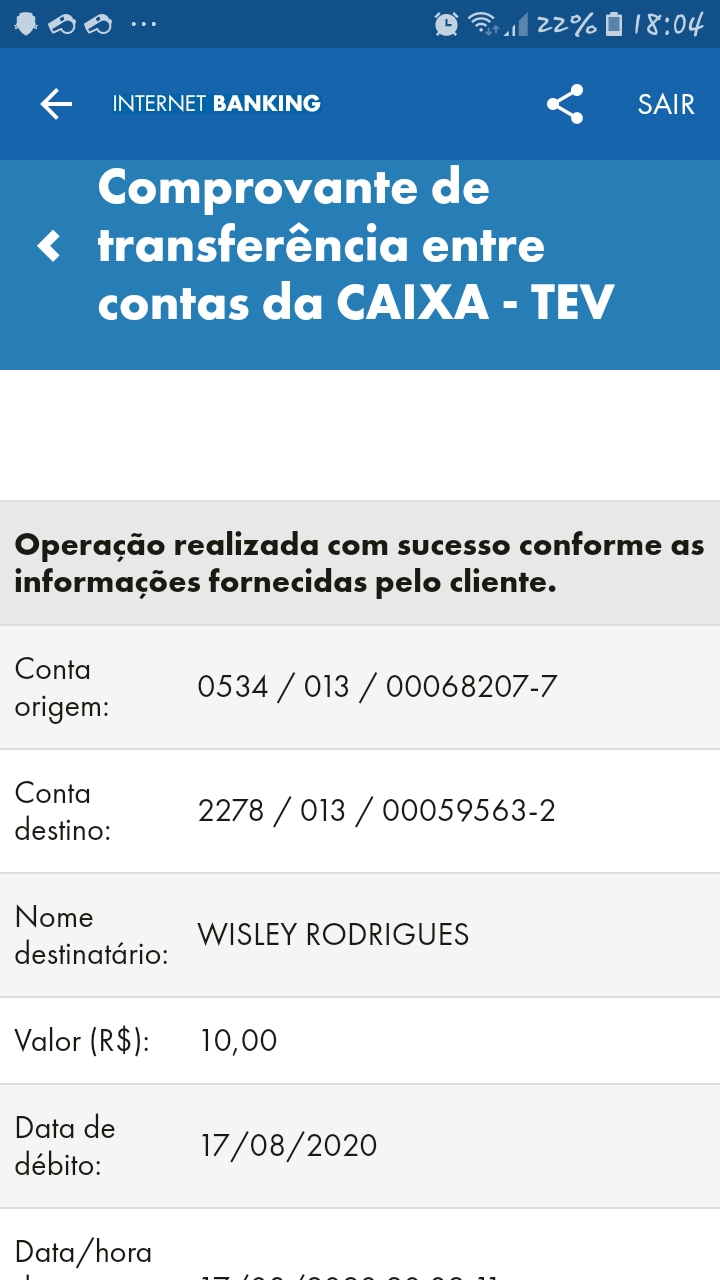 22% 18:04
INTERNET BANKING SAIR
Comprovante de
transferência entre
contas da CAIXA - TEV
Operação realizada com sucesso conforme as
informações fornecidas pelo cliente.
Conta
origem: 0534 / 013 / 00068207-7
Conta
destino: 2278 / 013 / 00059563-2
Nome
destinatário: WISLEY RODRIGUES
Valor (R$): 10,00
Data de
débito: 17/08/2020
Data/hora